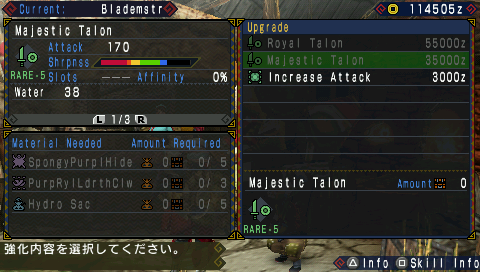 Current: Blademstr
114505z
Majestic Talon
Attack 170
Shrpnss
RARE-5
Slots ――― Affinity 0%
Water 38
L 1/3 R
Material Needed Amount Required
SpongyPurplHide 0 0/ 5
PurpRylLdrthClw 0 0/ 3
Hydro Sac 0 0/ 5
強化内容を選択してください。
Upgrade
Royal Talon 55000z
Majestic Talon 35000z
Increase Attack 3000z
Majestic Talon Amount 0
RARE-5
Info Skill Info